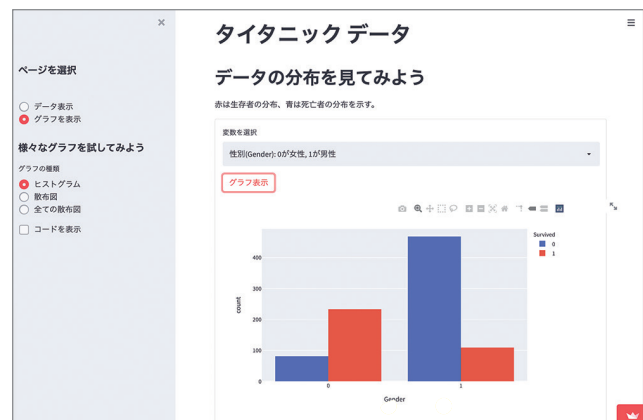 ページを選択
データ表示
グラフを表示
様々なグラフを試してみよう
グラフの種類
ヒストグラム
散布図
全ての散布図
コードを表示
タイタニック データ
データの分布を見てみよう
赤は生存者の分布、青は死亡者の分布を示す。
変数を選択
性別(Gender): 0が女性, 1が男性
グラフ表示
Survived
0
1
400
300
200
100
0
count
0
1
Gender